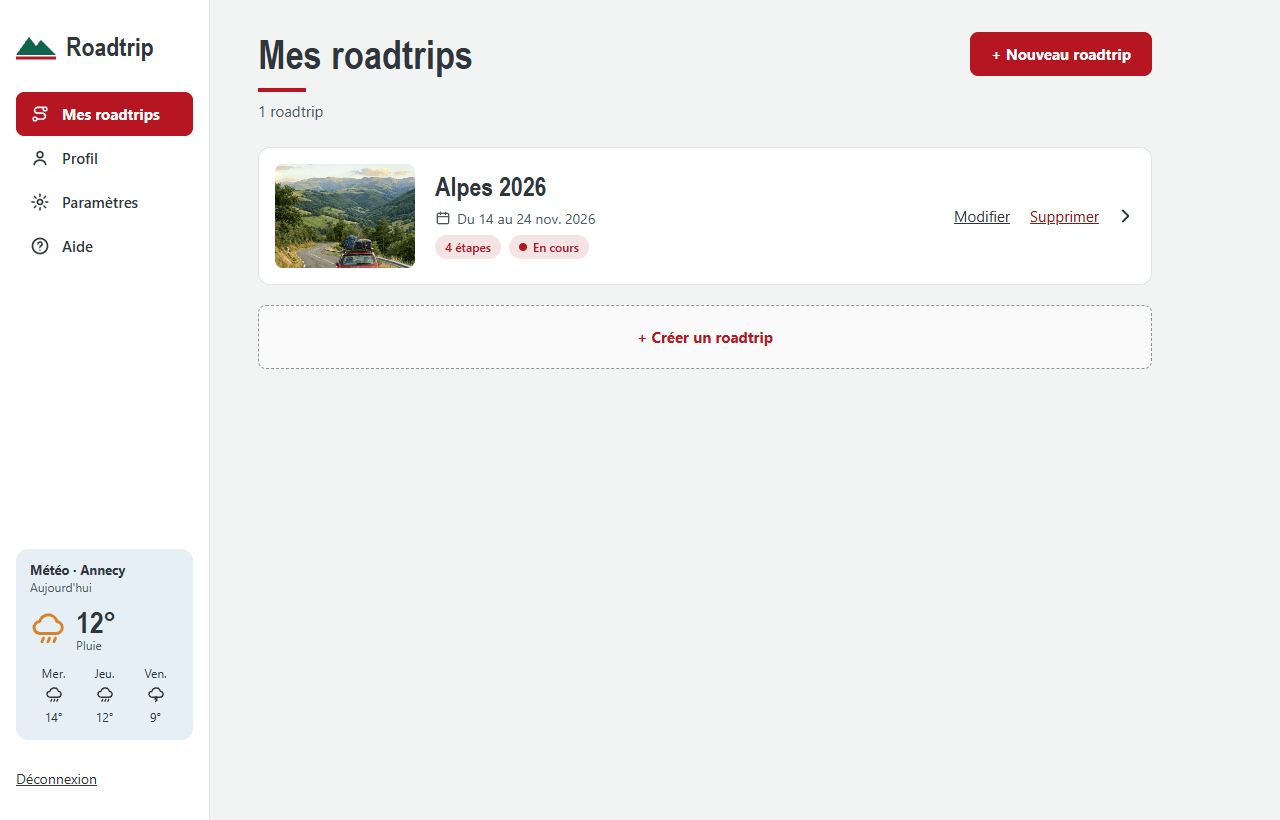 Roadtrip
Mes roadtrips
Profil
Paramètres
Aide
Météo · Annecy
Aujourd'hui
12°
Pluie
Mer. Jeu. Ven.
14° 12° 9°
Déconnexion
Mes roadtrips
+ Nouveau roadtrip
1 roadtrip
Alpes 2026
Du 14 au 24 nov. 2026
4 étapes En cours
Modifier Supprimer
+ Créer un roadtrip